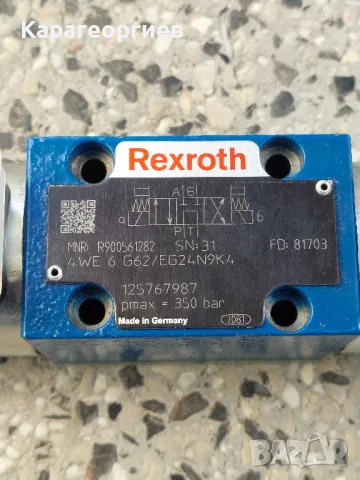 Карагеоргиев
Rexroth
A B
a b
P T
MNR: R900561282 SN: 31 FD: 81703
4WE 6 G62/EG24N9K4
125767987
pmax = 350 bar
Made in Germany 7081
BAZAR